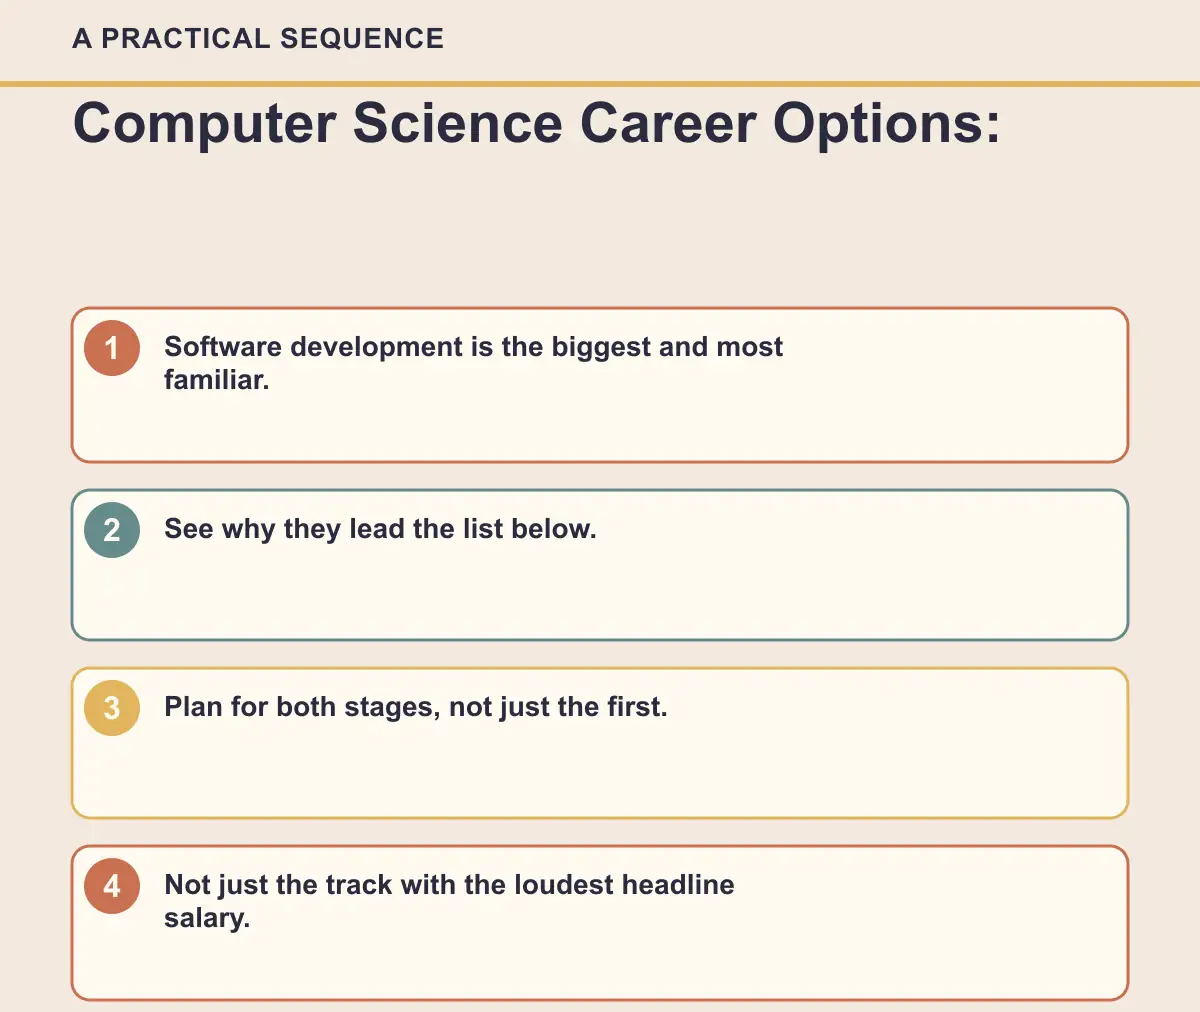 A PRACTICAL SEQUENCE
Computer Science Career Options:
1
Software development is the biggest and most
familiar.
2
See why they lead the list below.
3
Plan for both stages, not just the first.
4
Not just the track with the loudest headline
salary.